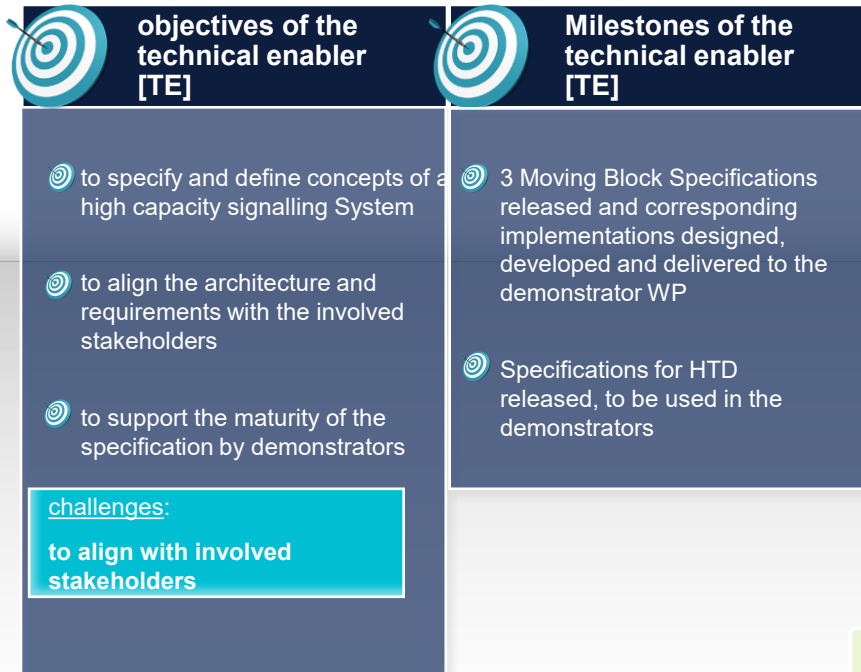 objectives of the
technical enabler
[TE]
to specify and define concepts of a
high capacity signalling System
to align the architecture and
requirements with the involved
stakeholders
to support the maturity of the
specification by demonstrators
challenges:
to align with involved
stakeholders
Milestones of the
technical enabler
[TE]
3 Moving Block Specifications
released and corresponding
implementations designed,
developed and delivered to the
demonstrator WP
Specifications for HTD
released, to be used in the
demonstrators